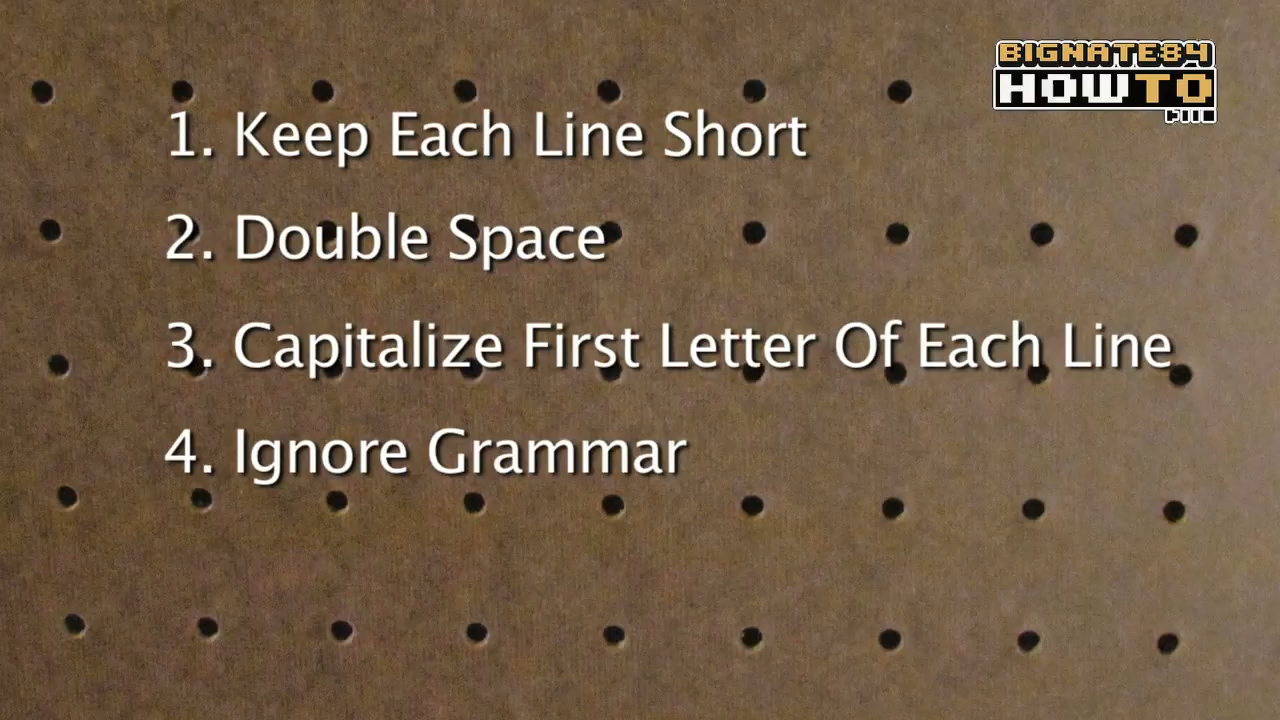 BIGNATE84
HOWTO
1. Keep Each Line Short
2. Double Space
3. Capitalize First Letter Of Each Line
4. Ignore Grammar